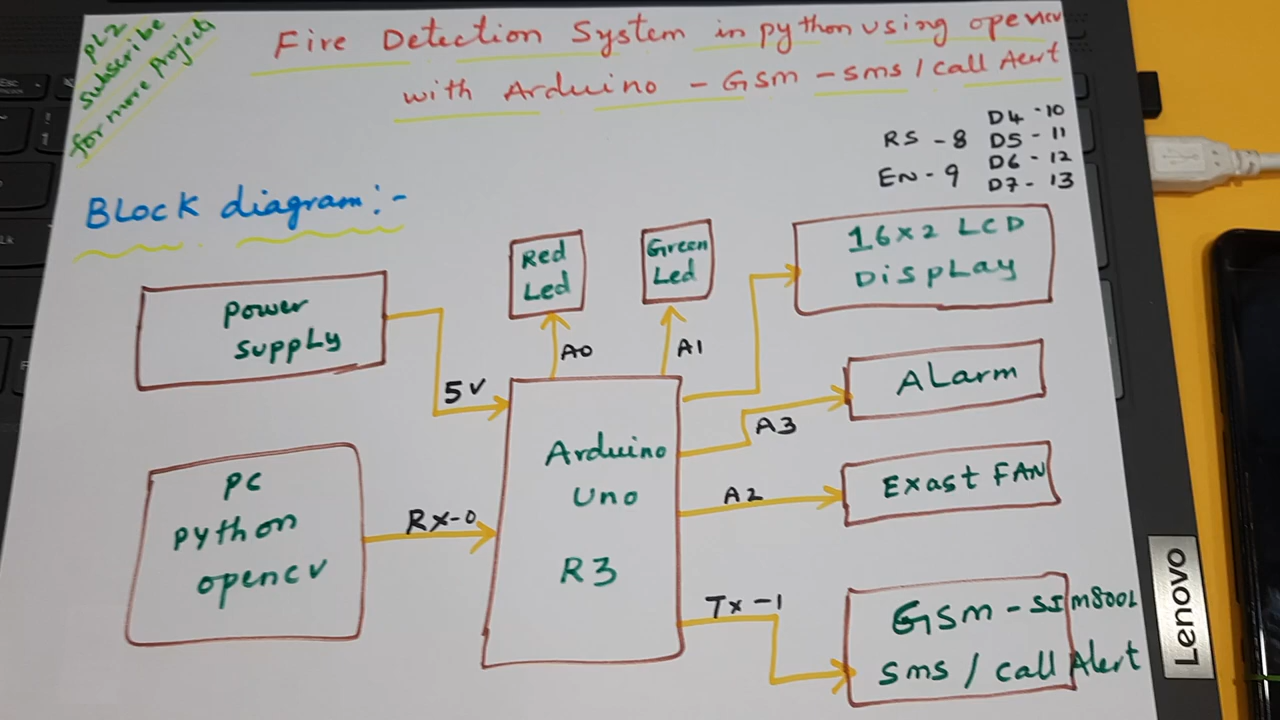 PL2
Subscribe
for more Projects
Fire Detection System in python using opencv
with Arduino - Gsm - sms / call Alert
RS - 8
EN - 9
D4 - 10
D5 - 11
D6 - 12
D7 - 13
Block diagram:-
Red
Led
Green
Led
16x2 LCD
Display
Power
Supply
A0
A1
5V
Alarm
A3
Arduino
Uno
R3
PC
python
opencv
Rx-0
A2
Exast FAN
Tx-1
Gsm - SIM800L
sms / call Alert
Lenovo
Esc